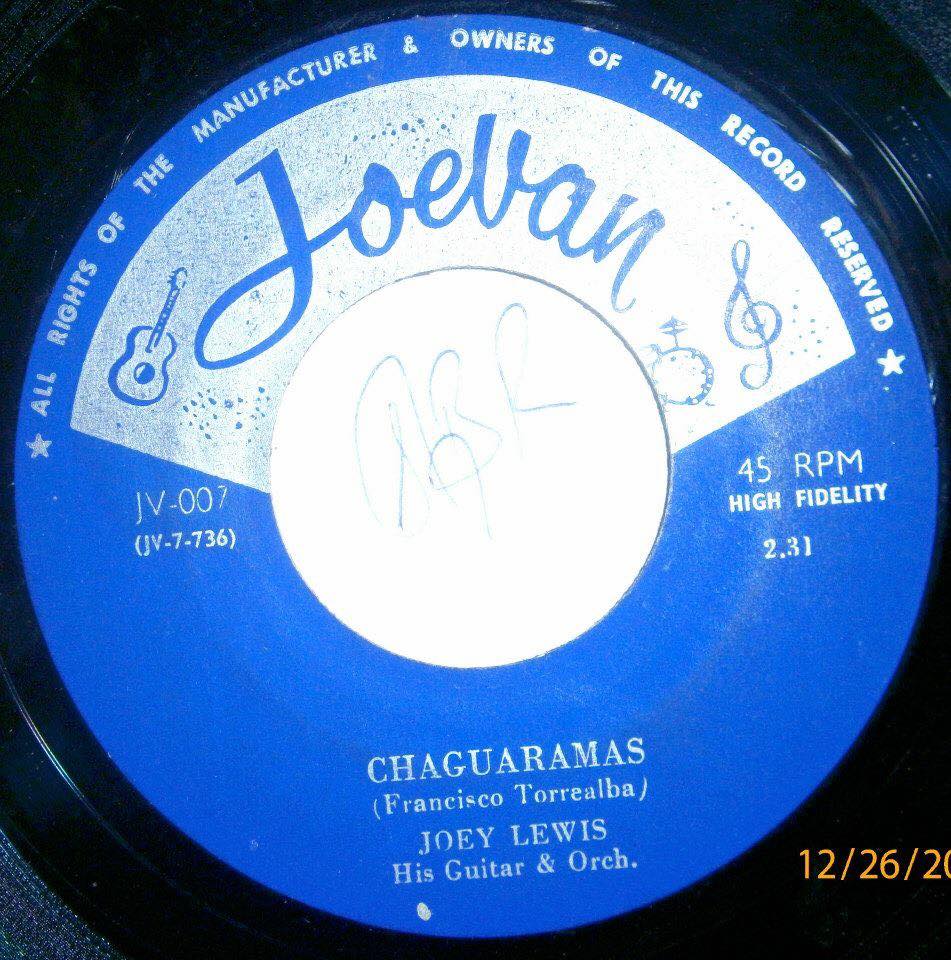 ★ ALL RIGHTS OF THE MANUFACTURER & OWNERS OF THIS RECORD RESERVED ★
Joevan
JV-007
(JV-7-736)
45 RPM
HIGH FIDELITY
2.31
CHAGUARAMAS
(Francisco Torrealba)
JOEY LEWIS
His Guitar & Orch.
12/26/20